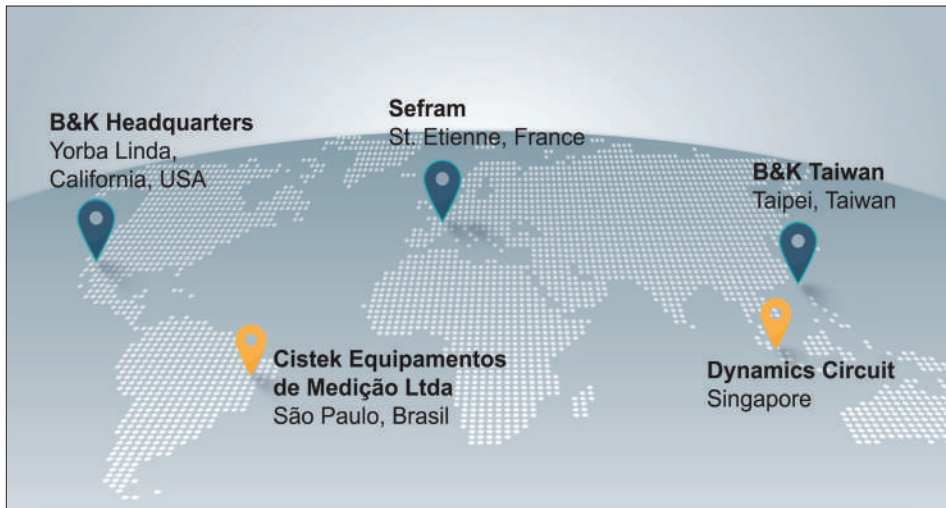 B&K Headquarters
Yorba Linda,
California, USA
Sefram
St. Etienne, France
B&K Taiwan
Taipei, Taiwan
Cistek Equipamentos
de Medição Ltda
São Paulo, Brasil
Dynamics Circuit
Singapore